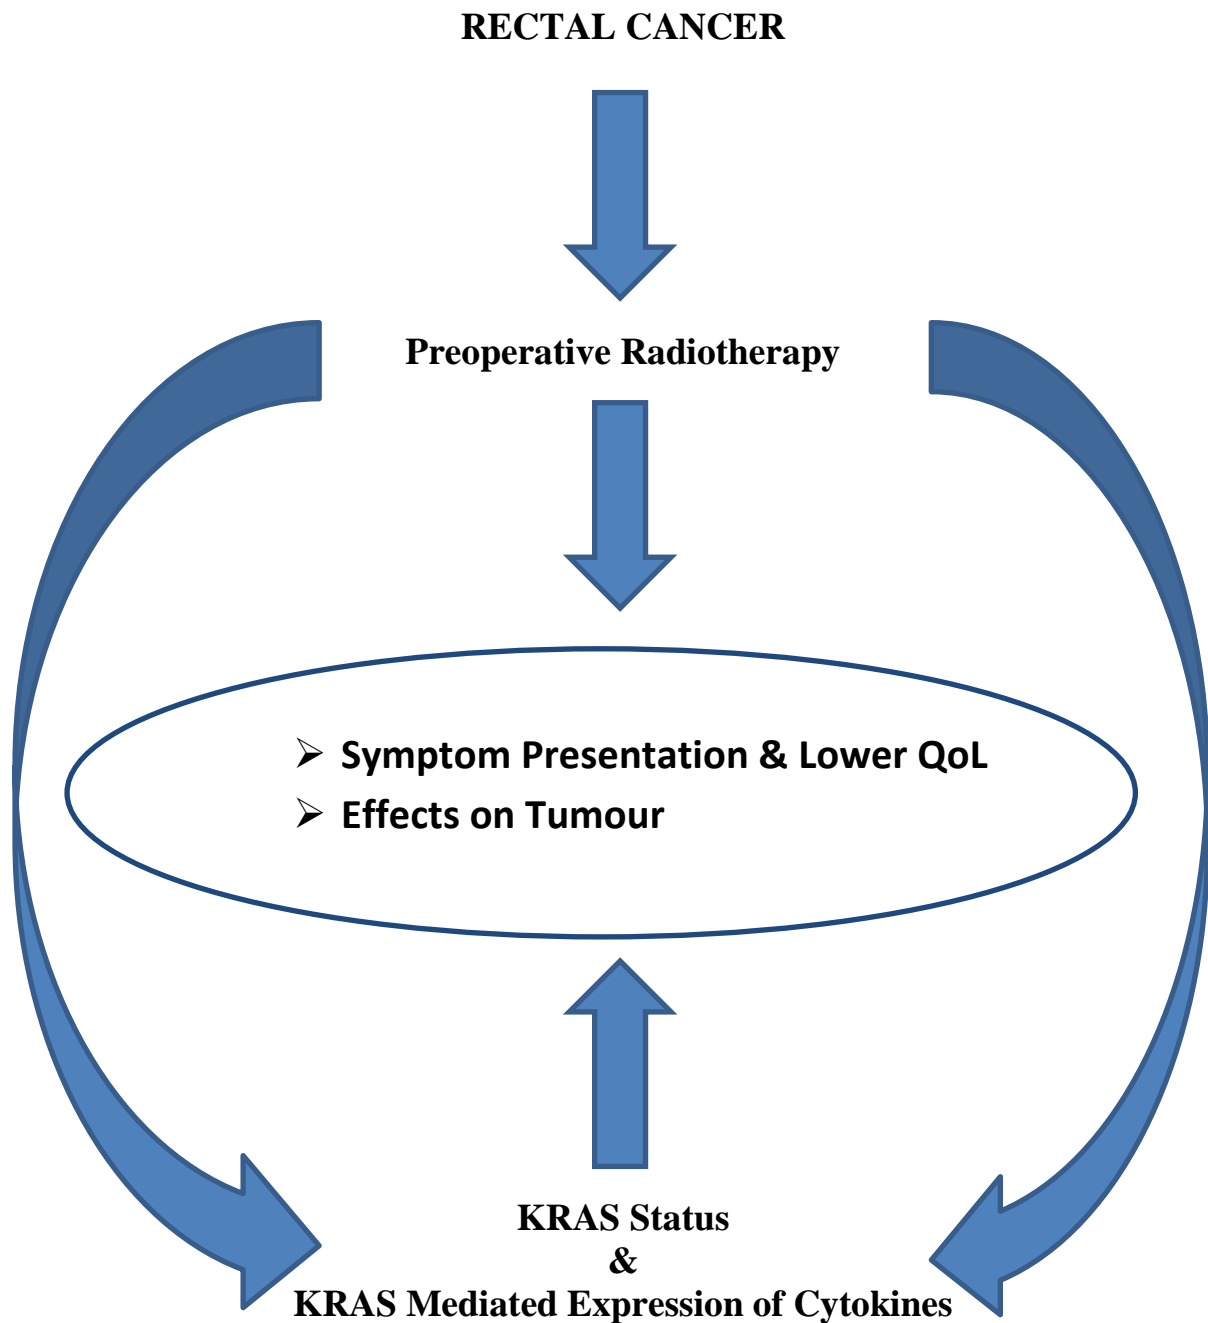 RECTAL CANCER
Preoperative Radiotherapy
➢ Symptom Presentation & Lower QoL
➢ Effects on Tumour
KRAS Status
&
KRAS Mediated Expression of Cytokines